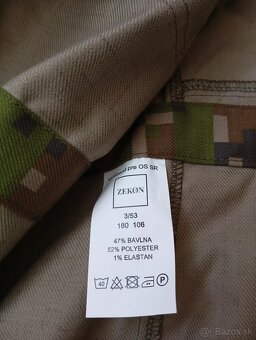 pre OS SR
ZEKON
3/53
180 106
47% BAVLNA
52% POLYESTER
1% ELASTAN
40
P
bazos.sk